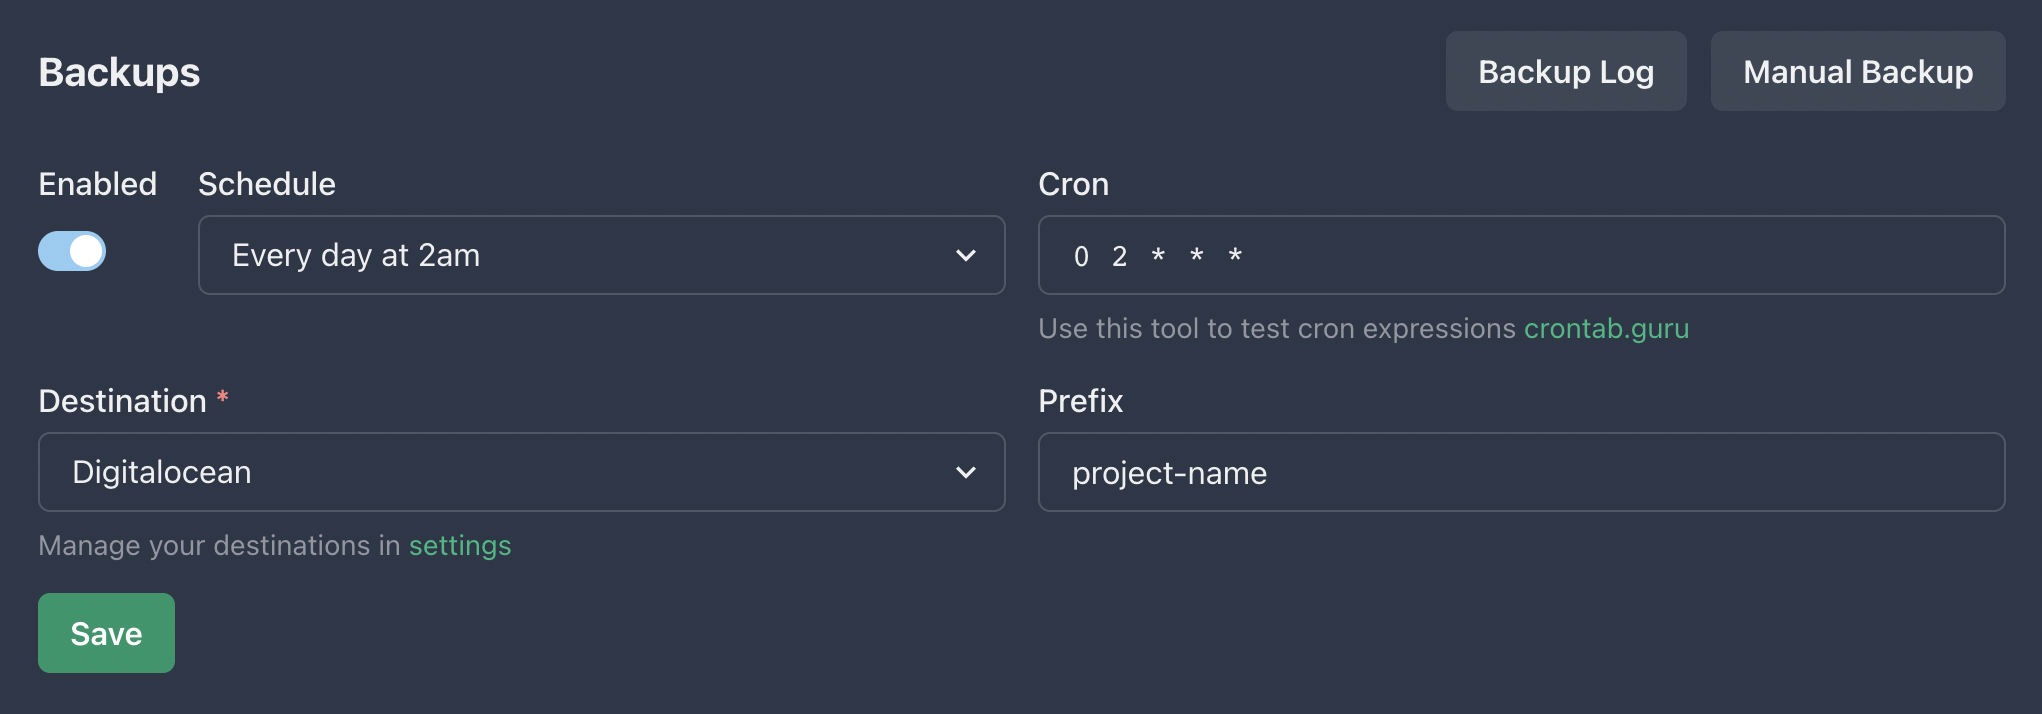 Backups
Backup Log
Manual Backup
Enabled
Schedule
Cron
Every day at 2am
0 2 * * *
Use this tool to test cron expressions crontab.guru
Destination *
Prefix
Digitalocean
project-name
Manage your destinations in settings
Save